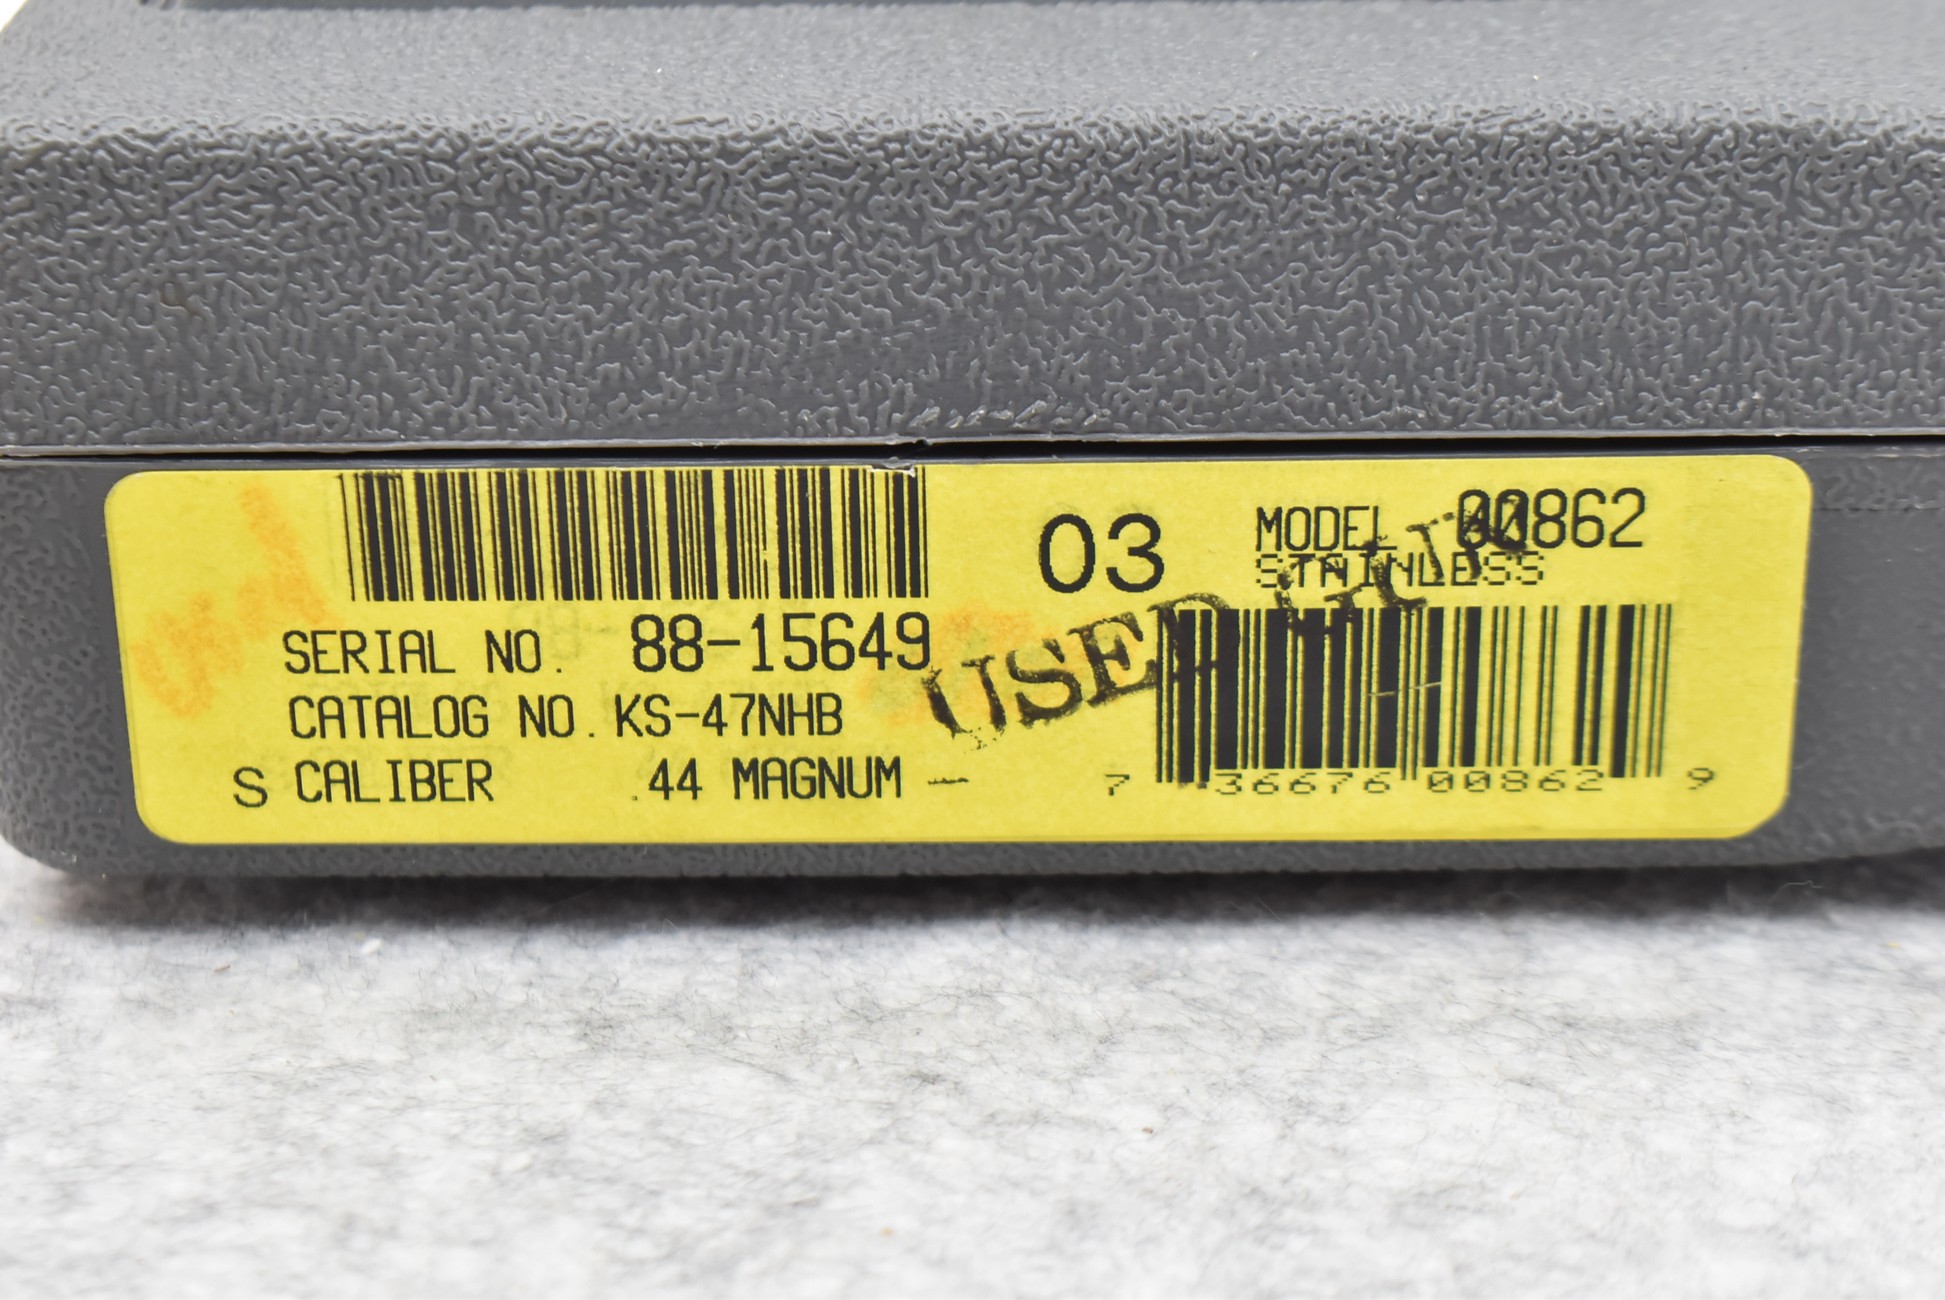 SERIAL NO. 88-15649
CATALOG NO. KS-47NHB
S CALIBER .44 MAGNUM –
03
MODEL 00862
STAINLESS
USED GUN
7 36676 00862 9